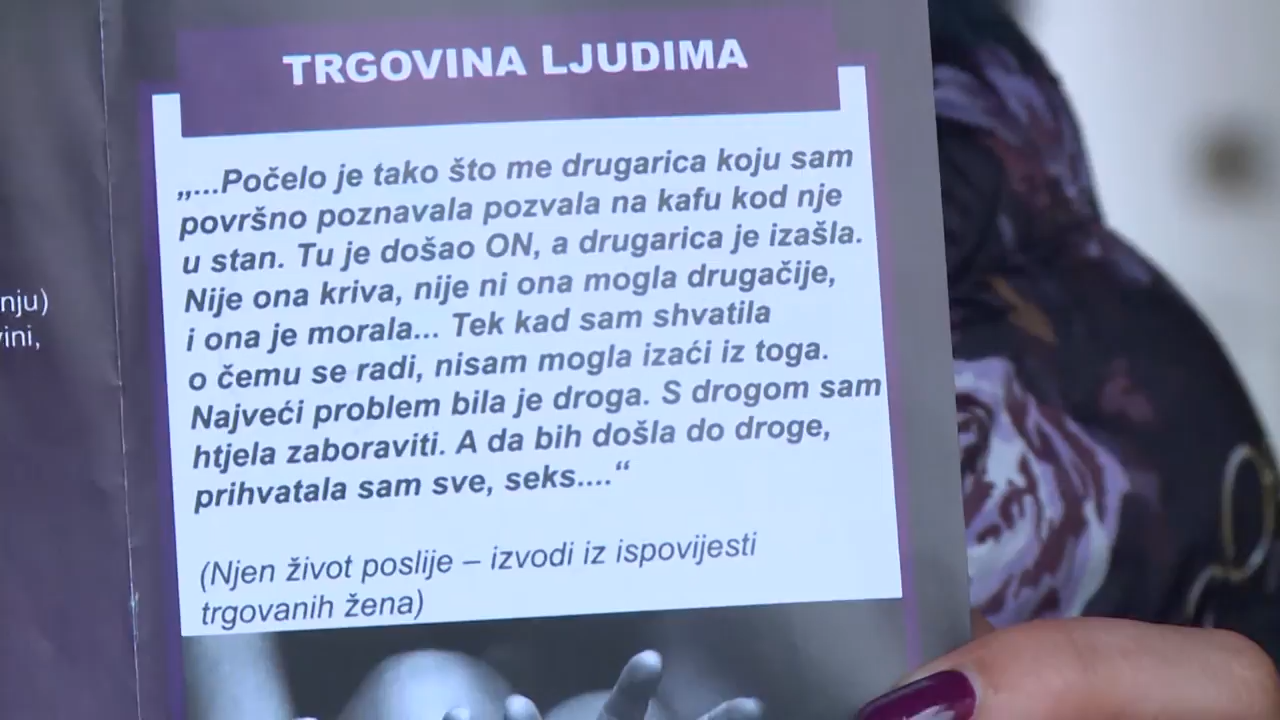 TRGOVINA LJUDIMA
„...Počelo je tako što me drugarica koju sam
površno poznavala pozvala na kafu kod nje
u stan. Tu je došao ON, a drugarica je izašla.
Nije ona kriva, nije ni ona mogla drugačije,
i ona je morala... Tek kad sam shvatila
o čemu se radi, nisam mogla izaći iz toga.
Najveći problem bila je droga. S drogom sam
htjela zaboraviti. A da bih došla do droge,
prihvatala sam sve, seks....“
(Njen život poslije – izvodi iz ispovijesti
trgovanih žena)